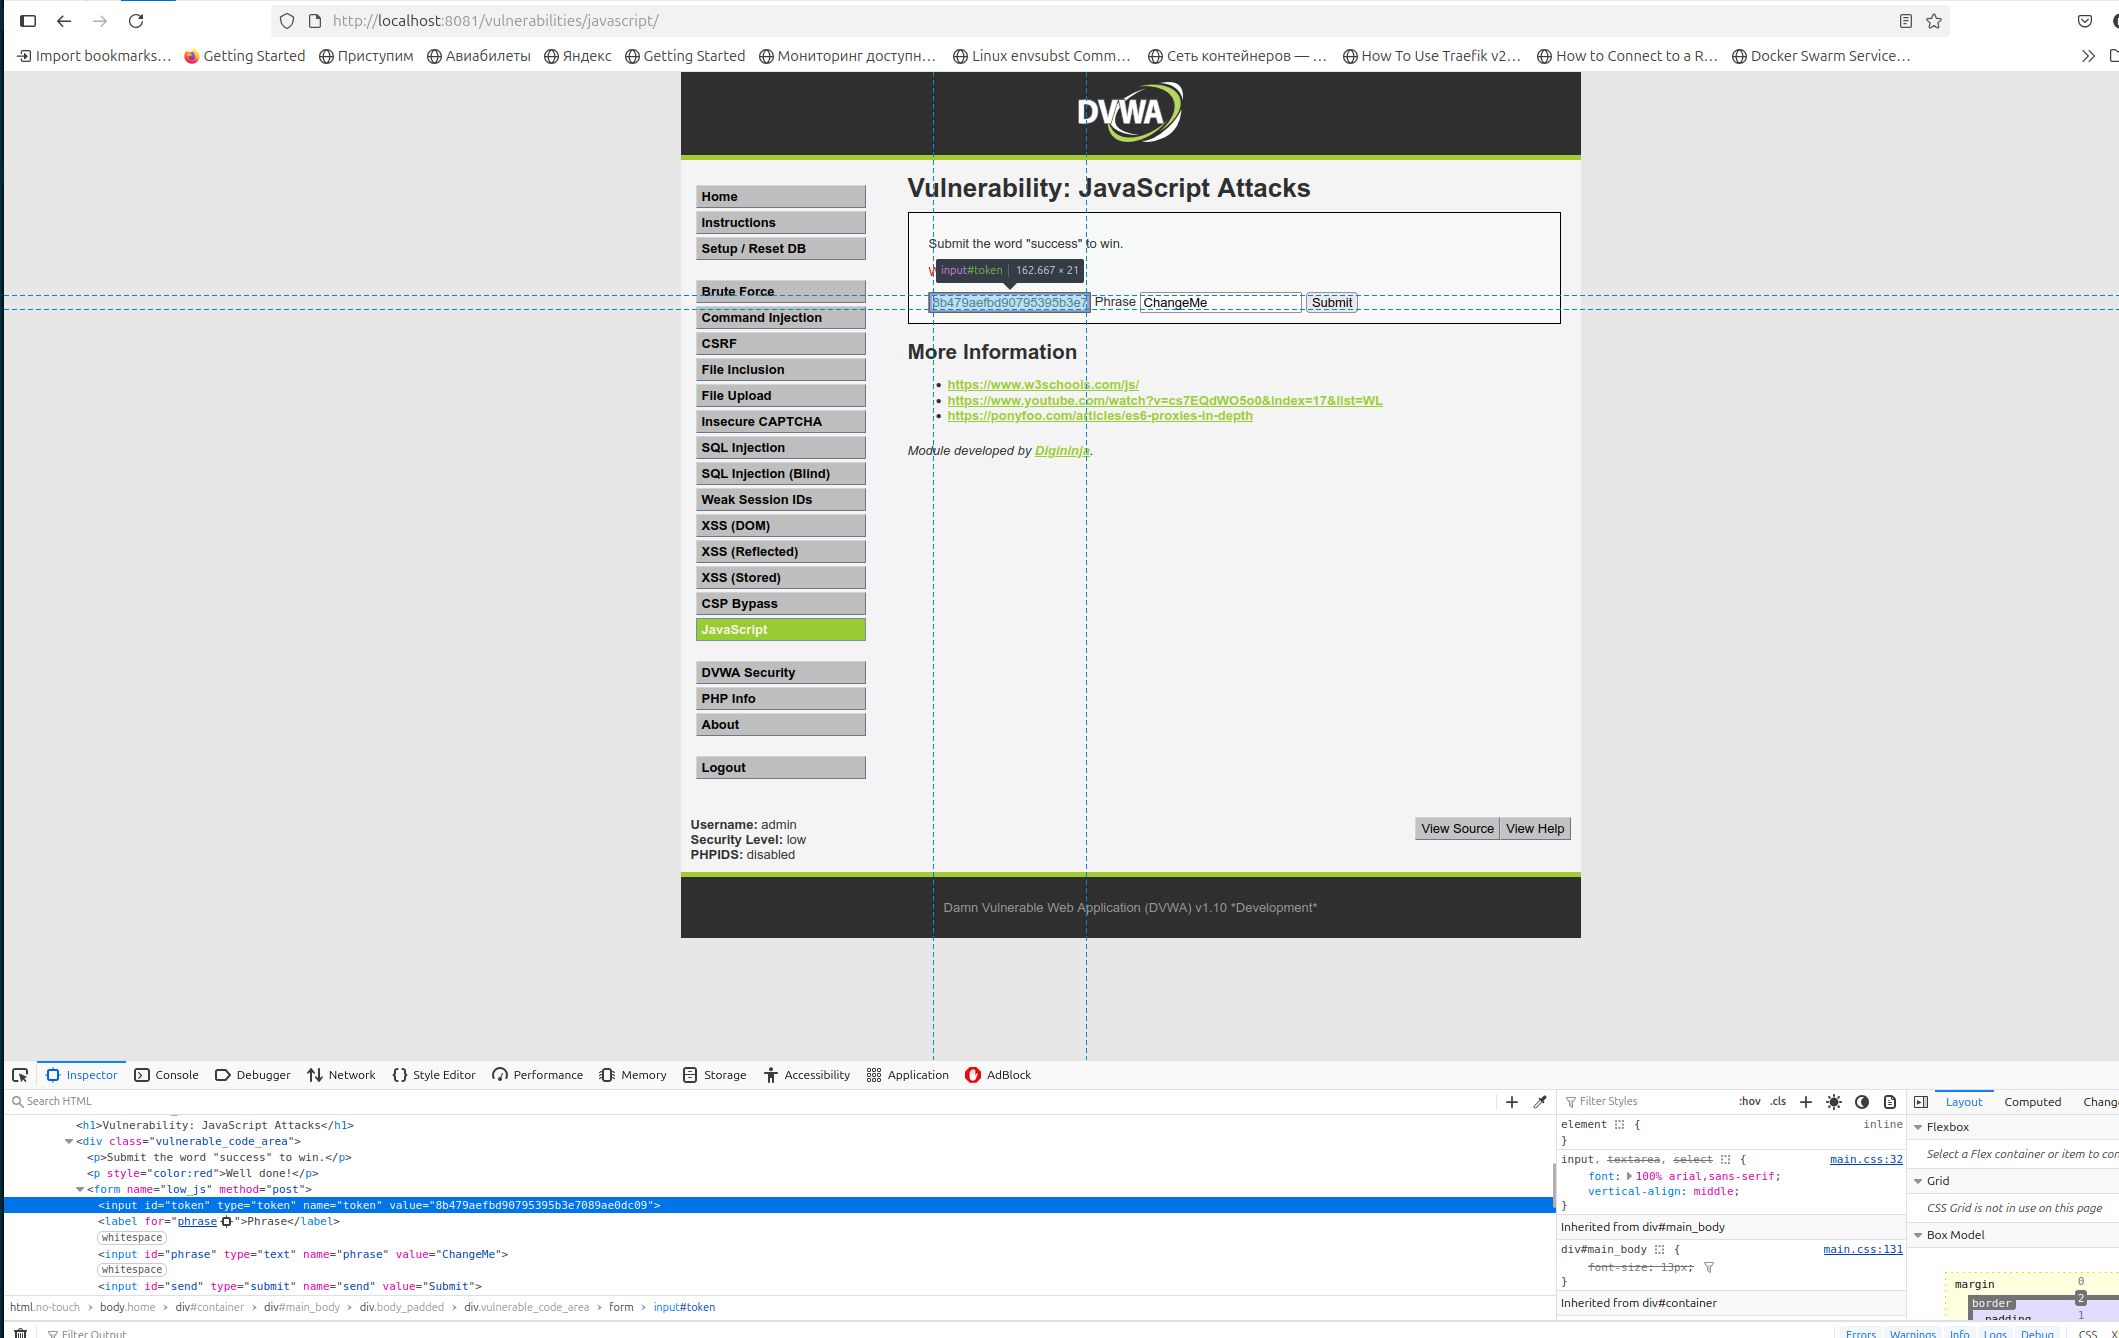 http://localhost:8081/vulnerabilities/javascript/
Import bookmarks… Getting Started Приступим Авиабилеты Яндекс Getting Started Мониторинг доступн… Linux envsubst Comm… Сеть контейнеров — … How To Use Traefik v2… How to Connect to a R… Docker Swarm Service…
DVWA
Vulnerability: JavaScript Attacks
Home
Instructions
Setup / Reset DB
Brute Force
Command Injection
CSRF
File Inclusion
File Upload
Insecure CAPTCHA
SQL Injection
SQL Injection (Blind)
Weak Session IDs
XSS (DOM)
XSS (Reflected)
XSS (Stored)
CSP Bypass
JavaScript
DVWA Security
PHP Info
About
Logout
Submit the word "success" to win.
input#token 162.667 × 21
8b479aefbd90795395b3e7 Phrase ChangeMe Submit
More Information
https://www.w3schools.com/js/
https://www.youtube.com/watch?v=cs7EQdWO5o0&index=17&list=WL
https://ponyfoo.com/articles/es6-proxies-in-depth
Module developed by Digininja.
Username: admin
Security Level: low
PHPIDS: disabled
View Source View Help
Damn Vulnerable Web Application (DVWA) v1.10 *Development*
Inspector Console Debugger Network Style Editor Performance Memory Storage Accessibility Application AdBlock
Search HTML
<h1>Vulnerability: JavaScript Attacks</h1>
<div class="vulnerable_code_area">
<p>Submit the word "success" to win.</p>
<p style="color:red">Well done!</p>
<form name="low_js" method="post">
<input id="token" type="token" name="token" value="8b479aefbd90795395b3e7089ae0dc09">
<label for="phrase">Phrase</label>
whitespace
<input id="phrase" type="text" name="phrase" value="ChangeMe">
whitespace
<input id="send" type="submit" name="send" value="Submit">
html.no-touch › body.home › div#container › div#main_body › div.body_padded › div.vulnerable_code_area › form › input#token
Filter Output
Filter Styles :hov .cls
element { inline
}
input, textarea, select { main.css:32
font: 100% arial,sans-serif;
vertical-align: middle;
}
Inherited from div#main_body
div#main_body { main.css:131
font-size: 13px;
}
Inherited from div#container
Layout Computed Chang
Flexbox
Select a Flex container or item to con
Grid
CSS Grid is not in use on this page
Box Model
margin 0
border 2
padding 1
Errors Warnings Info Logs Debug CSS X